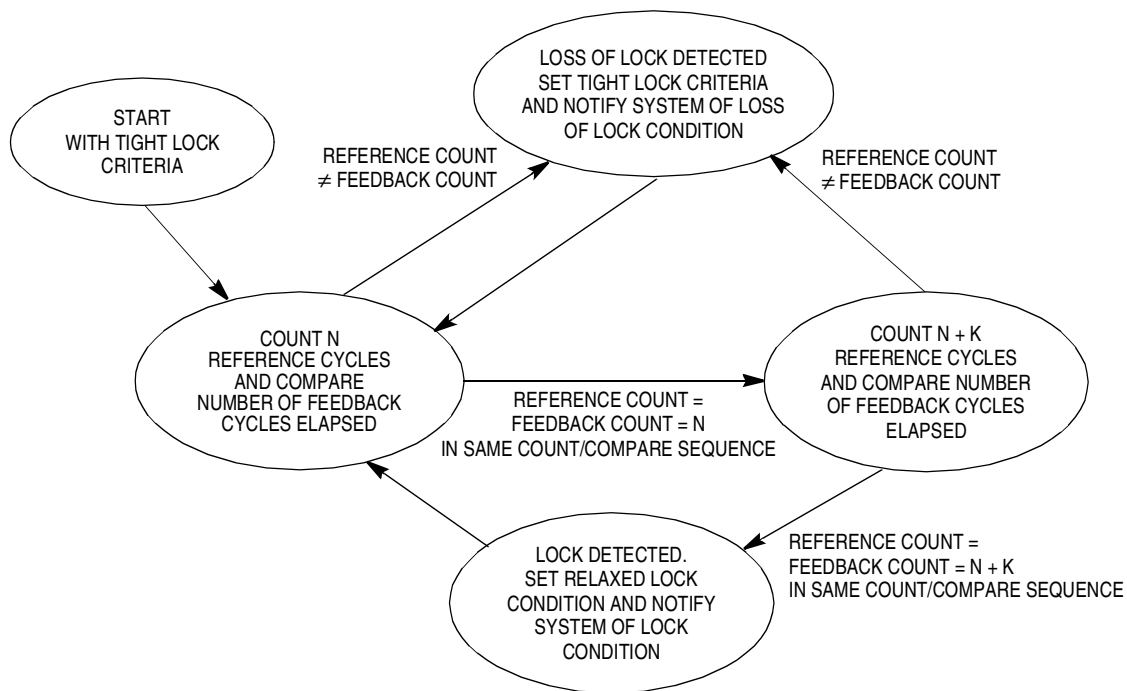 START
WITH TIGHT LOCK
CRITERIA
LOSS OF LOCK DETECTED
SET TIGHT LOCK CRITERIA
AND NOTIFY SYSTEM OF LOSS
OF LOCK CONDITION
REFERENCE COUNT
≠ FEEDBACK COUNT
REFERENCE COUNT
≠ FEEDBACK COUNT
COUNT N
REFERENCE CYCLES
AND COMPARE
NUMBER OF FEEDBACK
CYCLES ELAPSED
REFERENCE COUNT =
FEEDBACK COUNT = N
IN SAME COUNT/COMPARE SEQUENCE
COUNT N + K
REFERENCE CYCLES
AND COMPARE NUMBER
OF FEEDBACK CYCLES
ELAPSED
LOCK DETECTED.
SET RELAXED LOCK
CONDITION AND NOTIFY
SYSTEM OF LOCK
CONDITION
REFERENCE COUNT =
FEEDBACK COUNT = N + K
IN SAME COUNT/COMPARE SEQUENCE